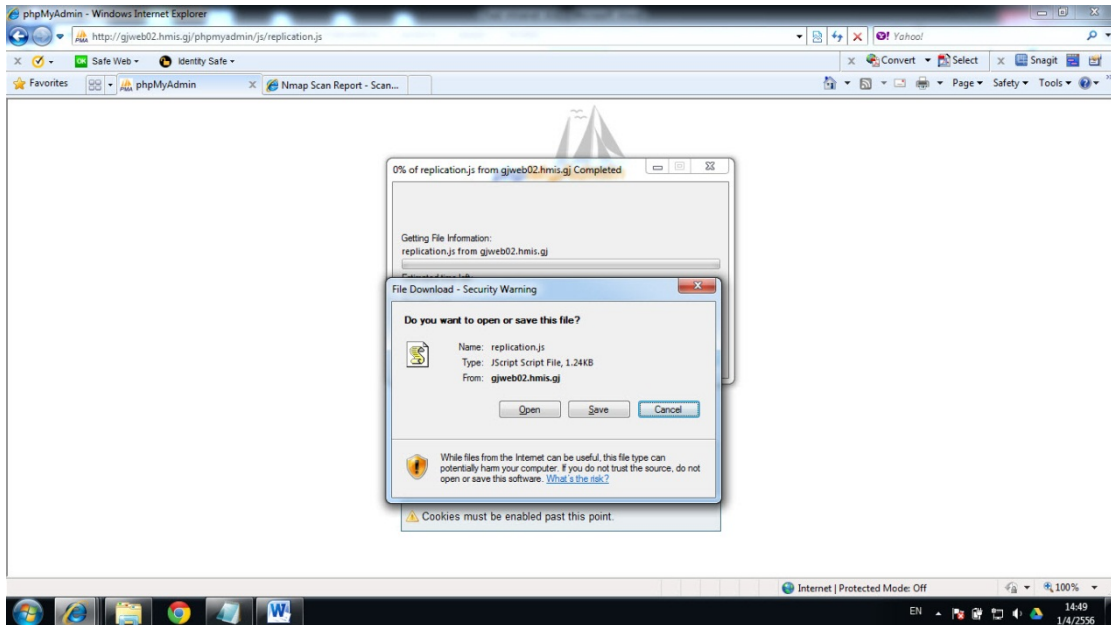 phpMyAdmin - Windows Internet Explorer
http://gjweb02.hmis.gj/phpmyadmin/js/replication.js
Yahoo!
Safe Web
Identity Safe
Convert
Select
Snagit
Favorites
phpMyAdmin
Nmap Scan Report - Scan...
Page
Safety
Tools
0% of replication.js from gjweb02.hmis.gj Completed
Getting File Information:
replication.js from gjweb02.hmis.gj
File Download - Security Warning
Do you want to open or save this file?
Name: replication.js
Type: JScript Script File, 1.24KB
From: gjweb02.hmis.gj
Open
Save
Cancel
While files from the Internet can be useful, this file type can
potentially harm your computer. If you do not trust the source, do not
open or save this software. What's the risk?
Cookies must be enabled past this point.
Internet | Protected Mode: Off
100%
EN
14:49
1/4/2556